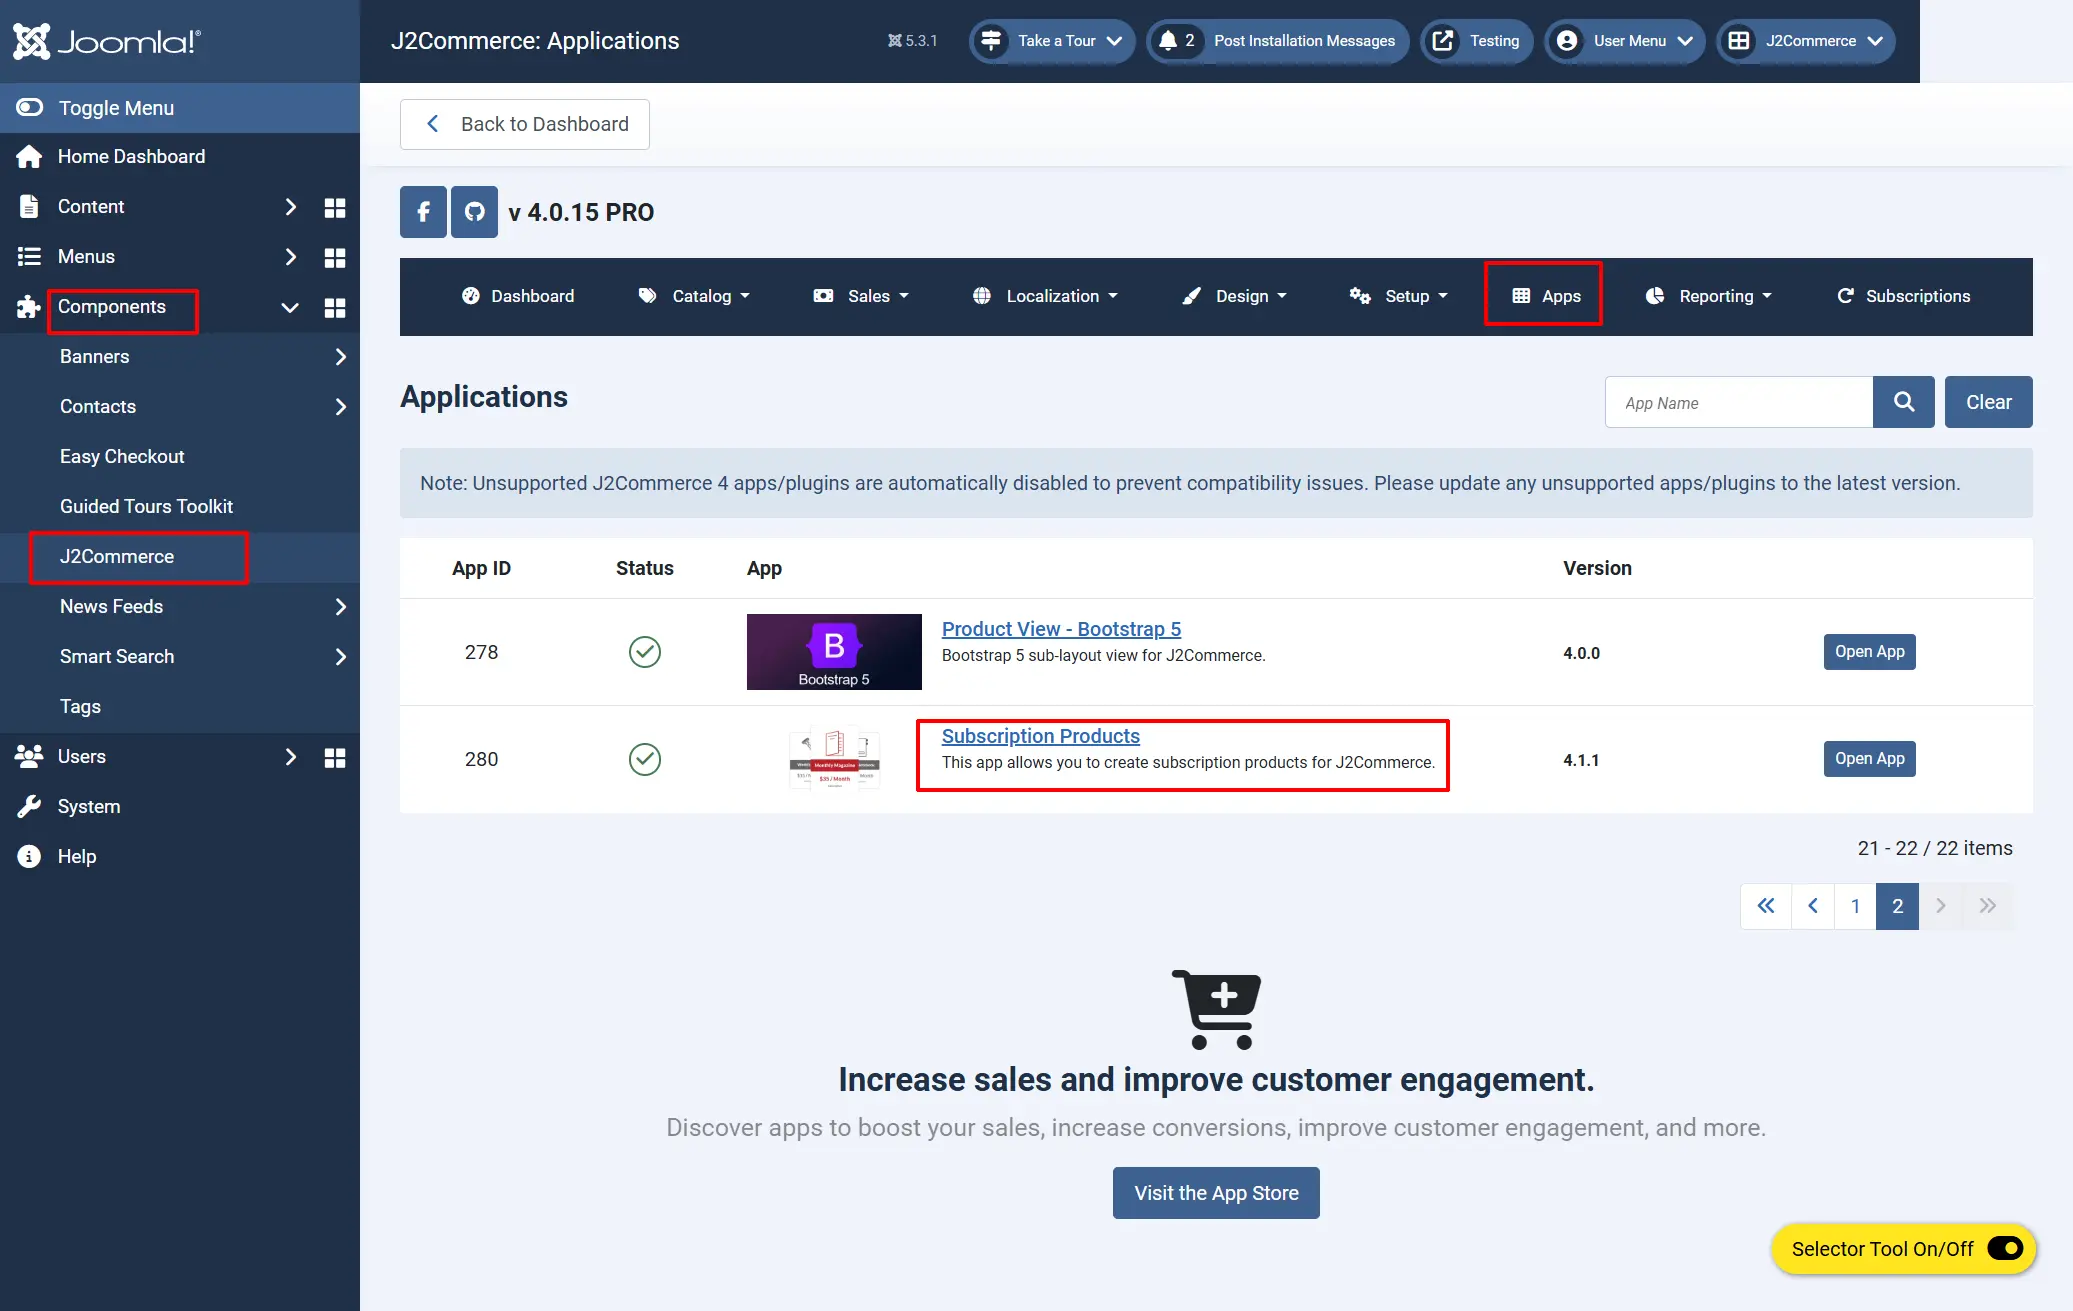 Joomla!®
J2Commerce: Applications
5.3.1
Take a Tour
2
Post Installation Messages
Testing
User Menu
J2Commerce
Toggle Menu
Home Dashboard
Content
Menus
Components
Banners
Contacts
Easy Checkout
Guided Tours Toolkit
J2Commerce
News Feeds
Smart Search
Tags
Users
System
Help
Back to Dashboard
v 4.0.15 PRO
Dashboard
Catalog
Sales
Localization
Design
Setup
Apps
Reporting
Subscriptions
Applications
App Name
Clear
Note: Unsupported J2Commerce 4 apps/plugins are automatically disabled to prevent compatibility issues. Please update any unsupported apps/plugins to the latest version.
App ID Status App Version
278
B
Bootstrap 5
Product View - Bootstrap 5
Bootstrap 5 sub-layout view for J2Commerce.
4.0.0
Open App
280
Monthly Magazine
$35 / Month
Subscription Products
This app allows you to create subscription products for J2Commerce.
4.1.1
Open App
21 - 22 / 22 items
1 2
Increase sales and improve customer engagement.
Discover apps to boost your sales, increase conversions, improve customer engagement, and more.
Visit the App Store
Selector Tool On/Off